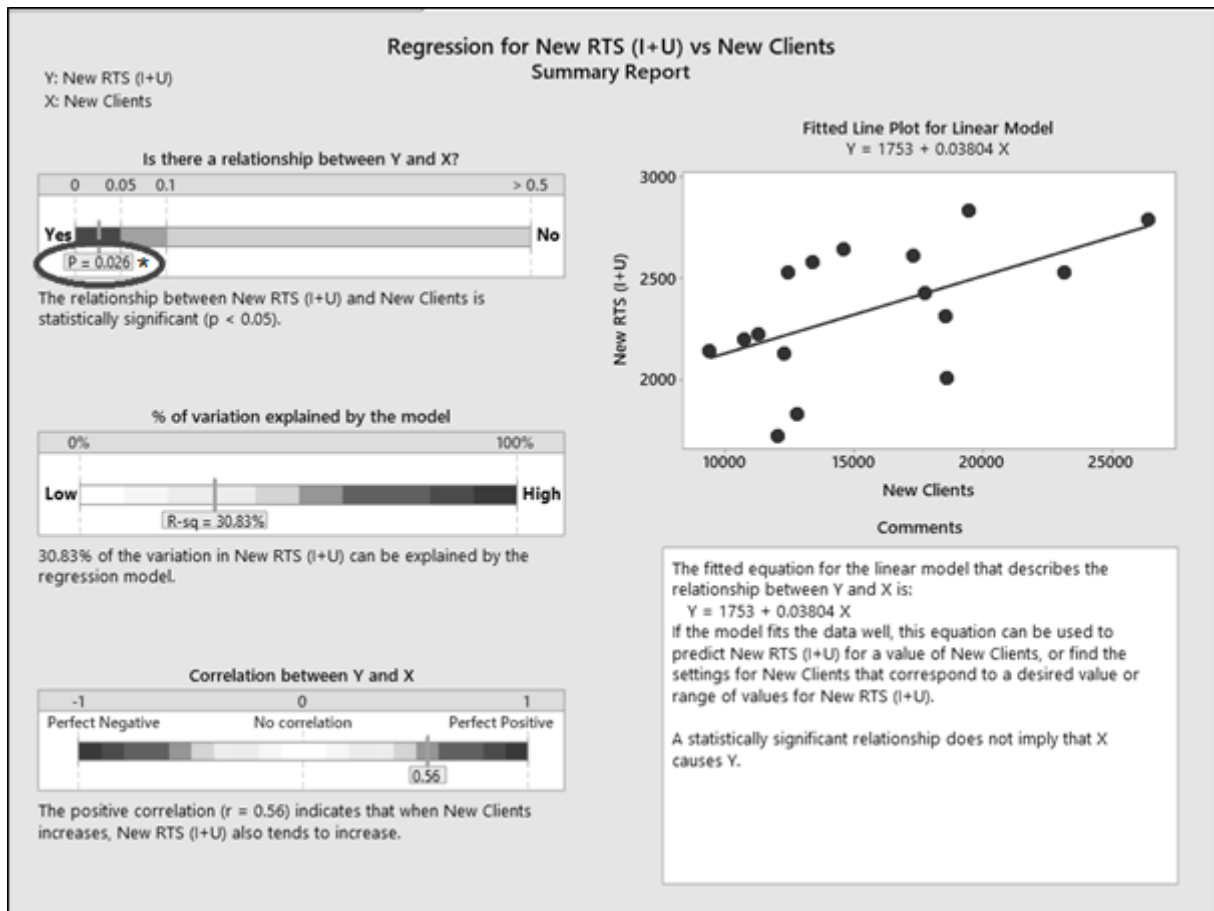 Regression for New RTS (I+U) vs New Clients
Summary Report
Y: New RTS (I+U)
X: New Clients
Is there a relationship between Y and X?
0 0.05 0.1 > 0.5
Yes No
P = 0.026
The relationship between New RTS (I+U) and New Clients is
statistically significant (p < 0.05).
% of variation explained by the model
0% 100%
Low High
R-sq = 30.83%
30.83% of the variation in New RTS (I+U) can be explained by the
regression model.
Correlation between Y and X
-1 0 1
Perfect Negative No correlation Perfect Positive
0.56
The positive correlation (r = 0.56) indicates that when New Clients
increases, New RTS (I+U) also tends to increase.
Fitted Line Plot for Linear Model
Y = 1753 + 0.03804 X
3000
2500
2000
New RTS (I+U)
10000 15000 20000 25000
New Clients
Comments
The fitted equation for the linear model that describes the
relationship between Y and X is:
Y = 1753 + 0.03804 X
If the model fits the data well, this equation can be used to
predict New RTS (I+U) for a value of New Clients, or find the
settings for New Clients that correspond to a desired value or
range of values for New RTS (I+U).
A statistically significant relationship does not imply that X
causes Y.